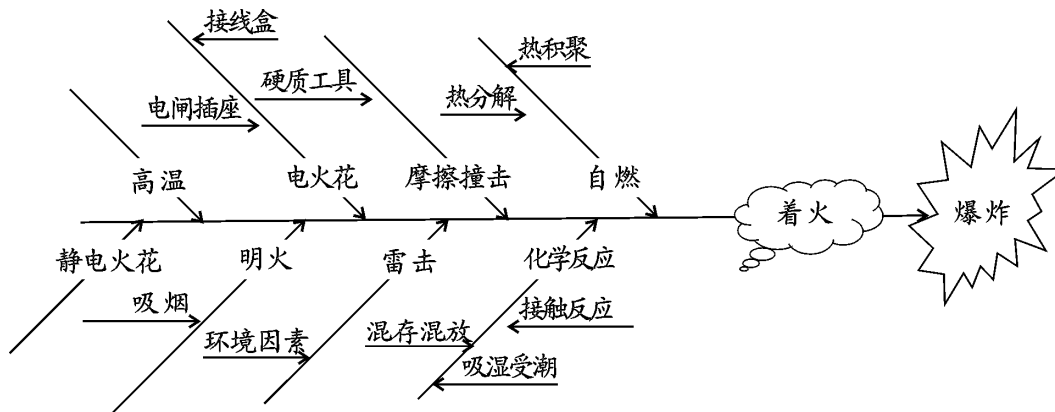 接线盒
热积聚
硬质工具
热分解
电闸插座
高温
电火花
摩擦撞击
自燃
着火
爆炸
静电火花
明火
雷击
化学反应
吸烟
接触反应
环境因素
混存混放
吸湿受潮